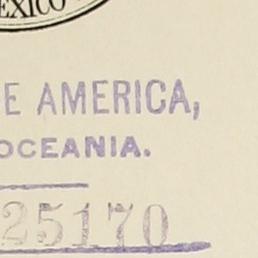 EXICO
E AMERICA,
OCEANIA.
25170